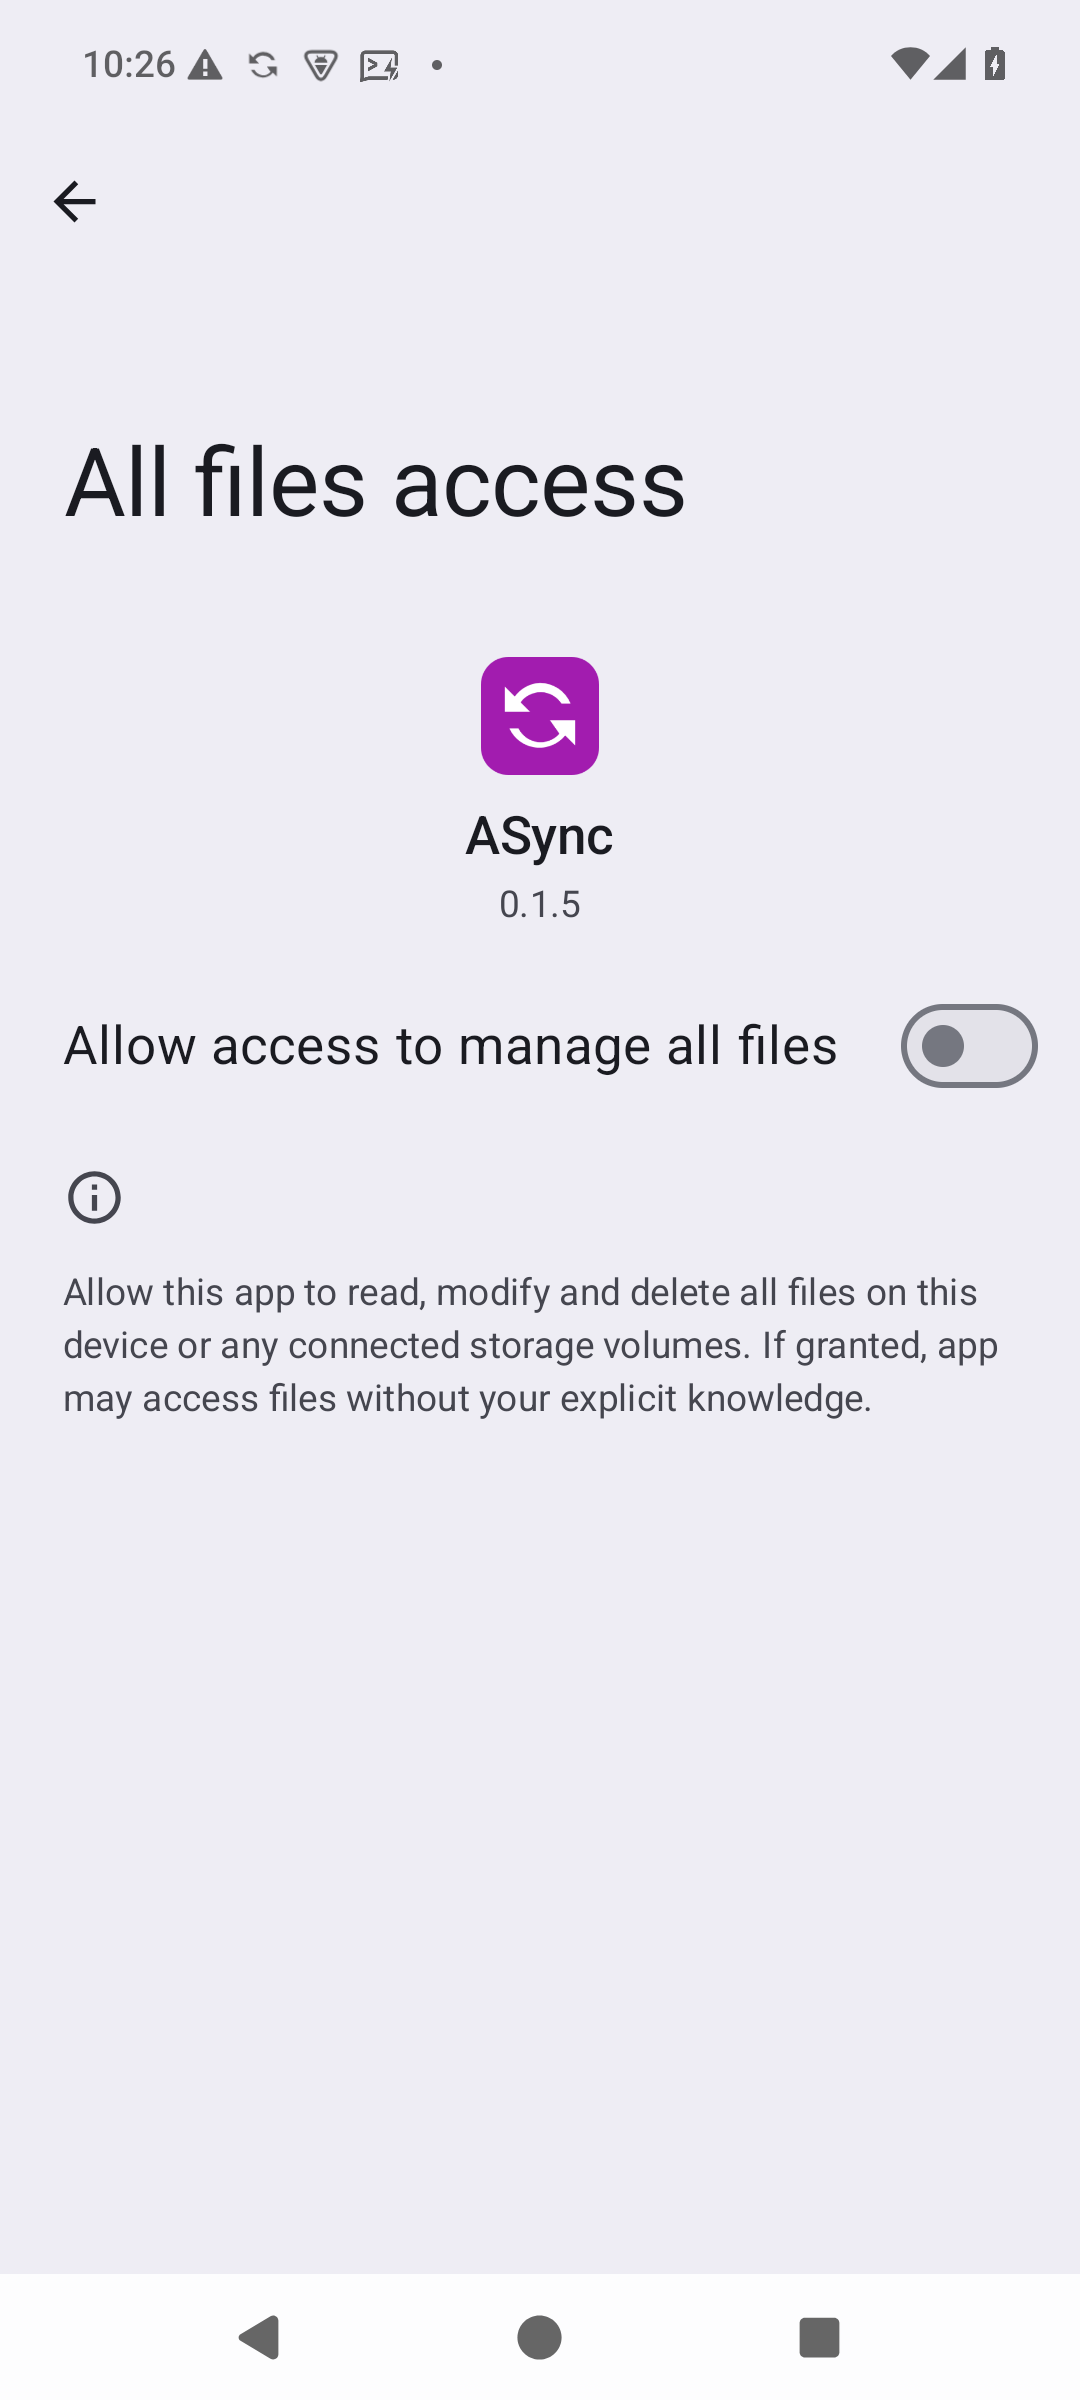 10:26
All files access
ASync
0.1.5
Allow access to manage all files
Allow this app to read, modify and delete all files on this
device or any connected storage volumes. If granted, app
may access files without your explicit knowledge.